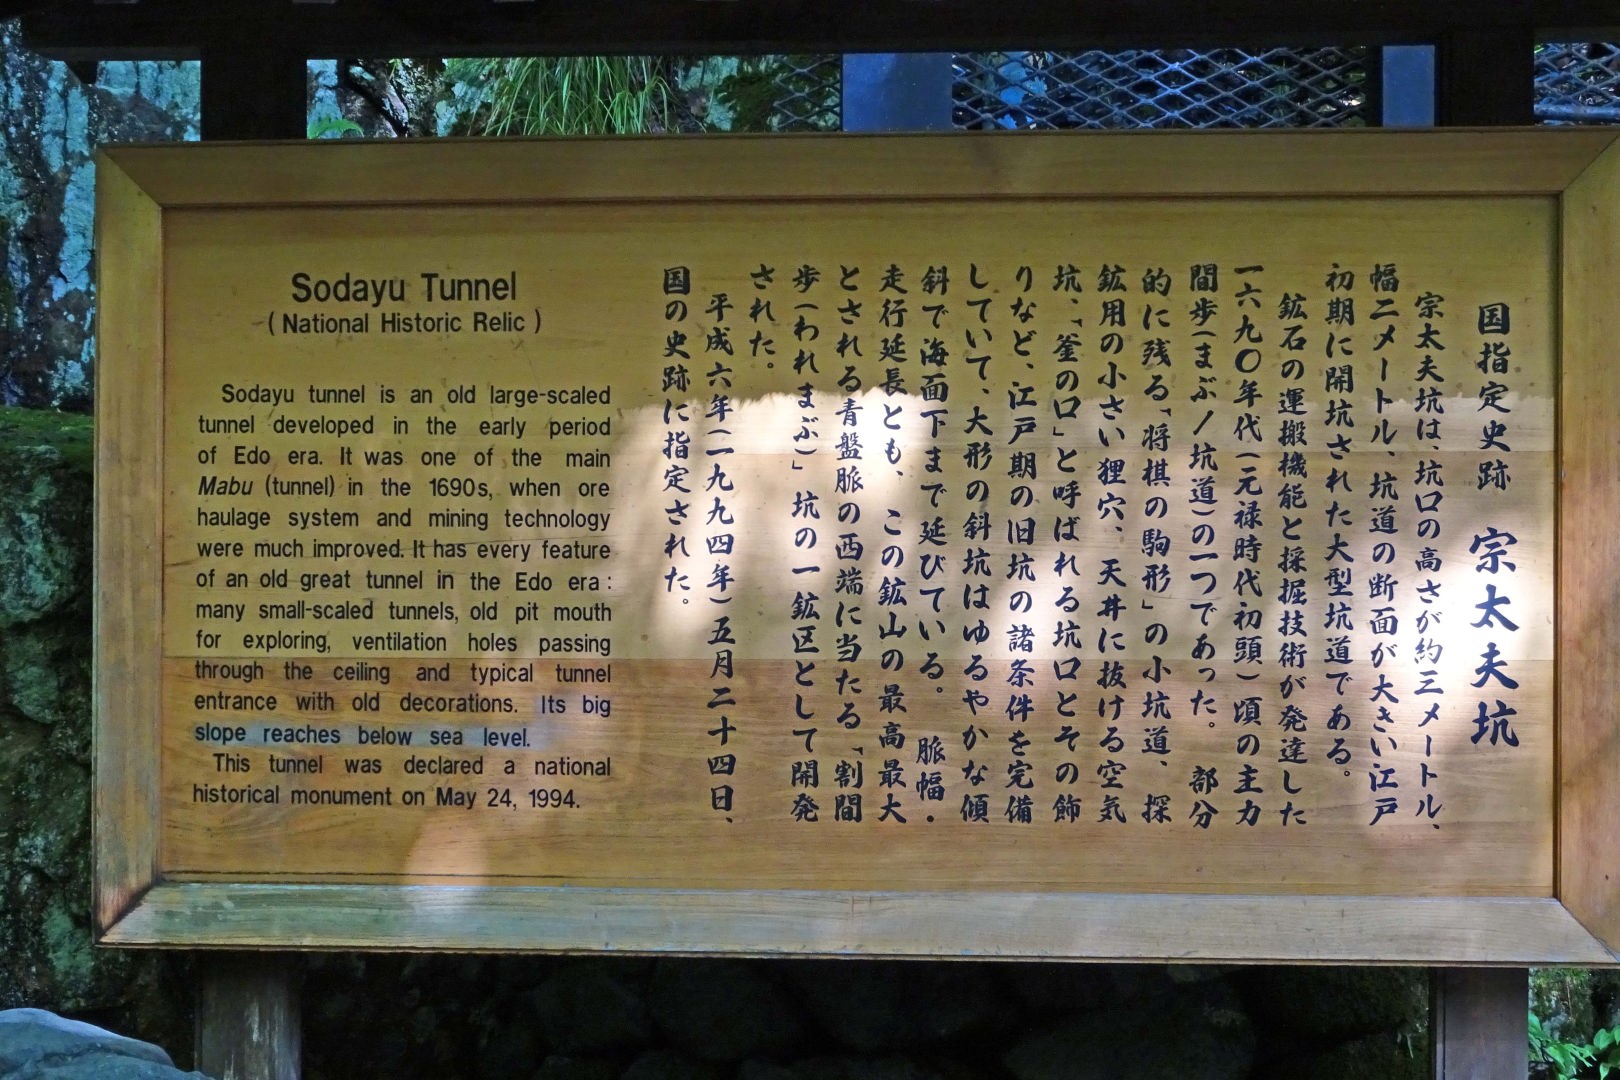 国指定史跡 宗太夫坑
宗太夫坑は、坑口の高さが約三メートル、
幅二メートル、坑道の断面が大きい江戸
初期に開坑された大型坑道である。
鉱石の運搬機能と採掘技術が発達した
一六九〇年代(元禄時代初頭)頃の主力
間歩(まぶ/坑道)の一つであった。 部分
的に残る「将棋の駒形」の小坑道、探
鉱用の小さい狸穴、天井に抜ける空気
坑、「釜の口」と呼ばれる坑口とその飾
りなど、江戸期の旧坑の諸条件を完備
していて、大形の斜坑はゆるやかな傾
斜で海面下まで延びている。 脈幅・
走行延長とも、この鉱山の最高最大
とされる青盤脈の西端に当たる「割間
歩(われまぶ)」坑の一鉱区として開発
された。
平成六年(一九九四年)五月二十四日、
国の史跡に指定された。
Sodayu Tunnel
( National Historic Relic )
Sodayu tunnel is an old large-scaled
tunnel developed in the early period
of Edo era. It was one of the main
Mabu (tunnel) in the 1690s, when ore
haulage system and mining technology
were much improved. It has every feature
of an old great tunnel in the Edo era :
many small-scaled tunnels, old pit mouth
for exploring, ventilation holes passing
through the ceiling and typical tunnel
entrance with old decorations. Its big
slope reaches below sea level.
This tunnel was declared a national
historical monument on May 24, 1994.